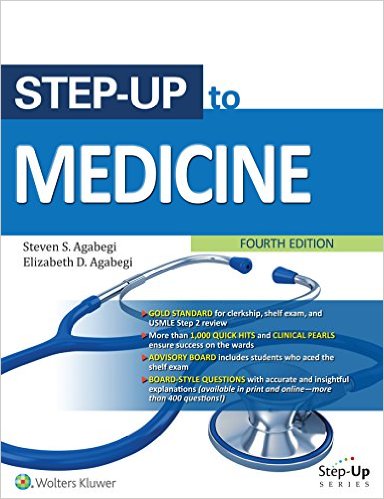 STEP-UP to
MEDICINE
Steven S. Agabegi
Elizabeth D. Agabegi
FOURTH EDITION
GOLD STANDARD for clerkship, shelf exam, and
USMLE Step 2 review
More than 1,000 QUICK HITS and CLINICAL PEARLS
ensure success on the wards
ADVISORY BOARD includes students who aced the
shelf exam
BOARD-STYLE QUESTIONS with accurate and insightful
explanations (available in print and online—more
than 400 questions!)
Wolters Kluwer
Step-Up
SERIES